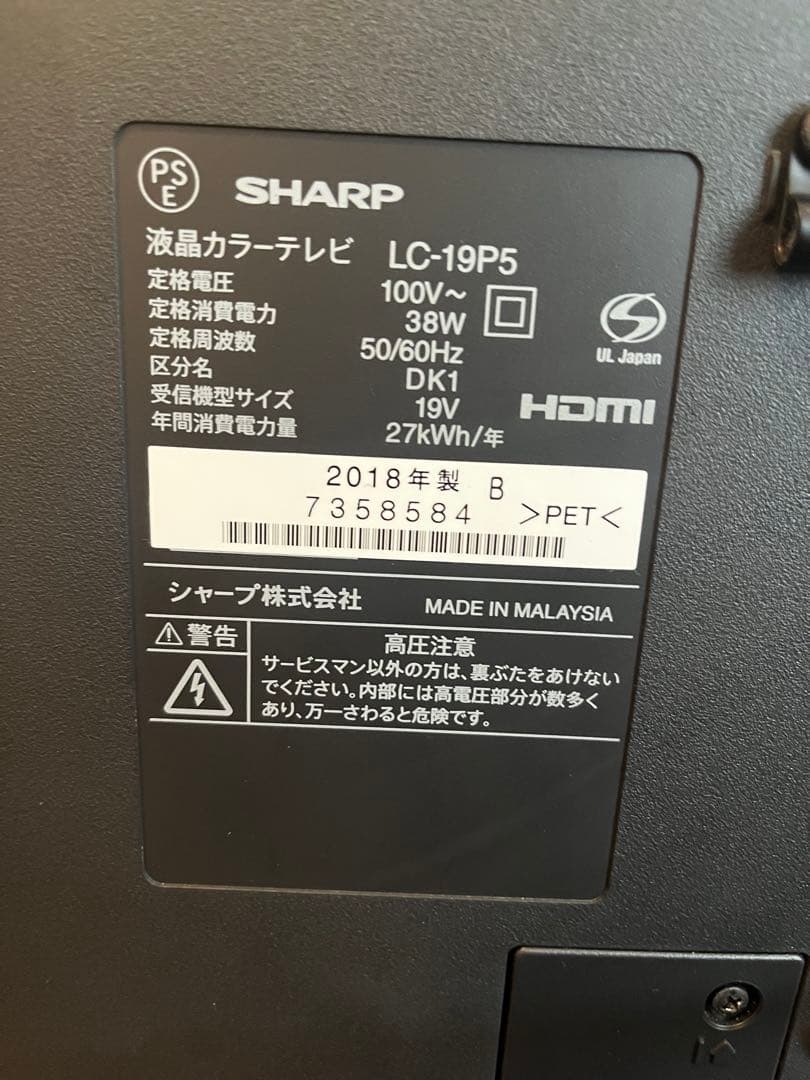 PS
E
SHARP
液晶カラーテレビ LC-19P5
定格電圧 100V～
定格消費電力 38W
定格周波数 50/60Hz
区分名 DK1
受信機型サイズ 19V
年間消費電力量 27kWh/年
UL Japan
HDMI
2018年製 B
7358584 >PET<
シャープ株式会社 MADE IN MALAYSIA
警告
高圧注意
サービスマン以外の方は、裏ぶたをあけない
でください。内部には高電圧部分が数多く
あり、万一さわると危険です。